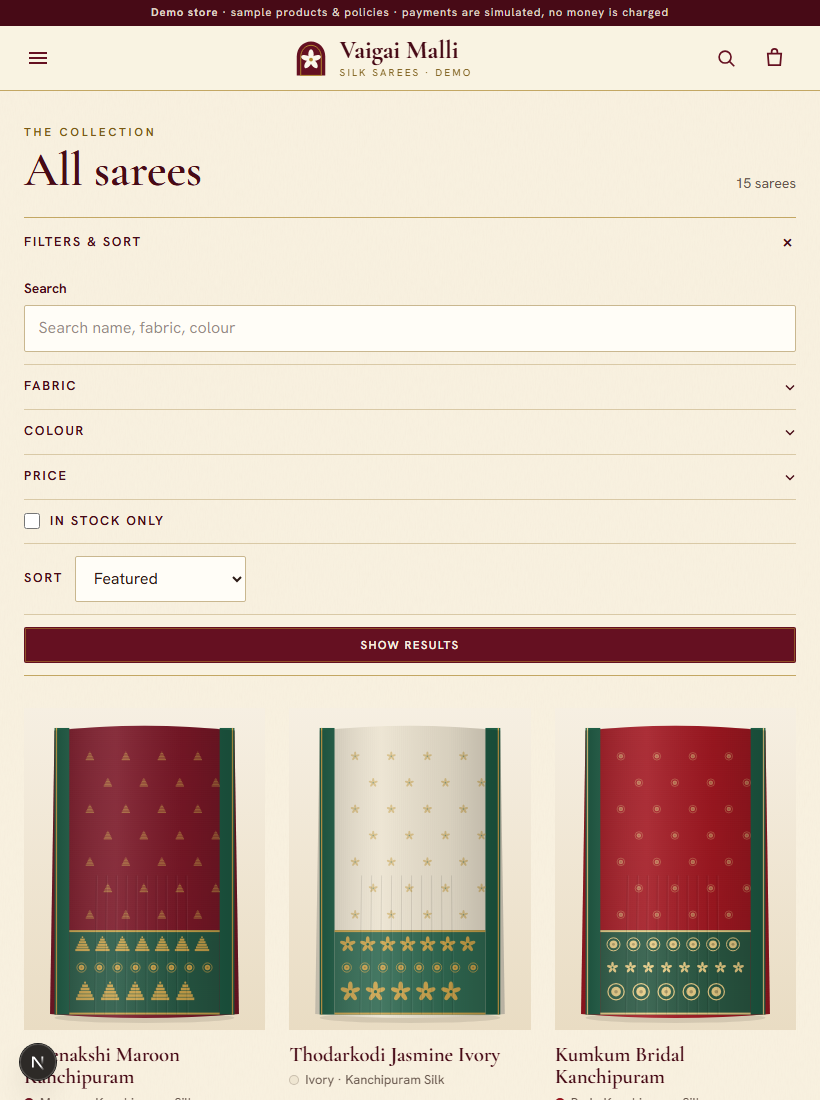 Demo store · sample products & policies · payments are simulated, no money is charged
Vaigai Malli
SILK SAREES · DEMO
THE COLLECTION
All sarees
15 sarees
FILTERS & SORT
Search
Search name, fabric, colour
FABRIC
COLOUR
PRICE
IN STOCK ONLY
SORT
Featured
SHOW RESULTS
Maroon
Kanchipuram
Thodarkodi Jasmine Ivory
Ivory · Kanchipuram Silk
Kumkum Bridal
Kanchipuram
N